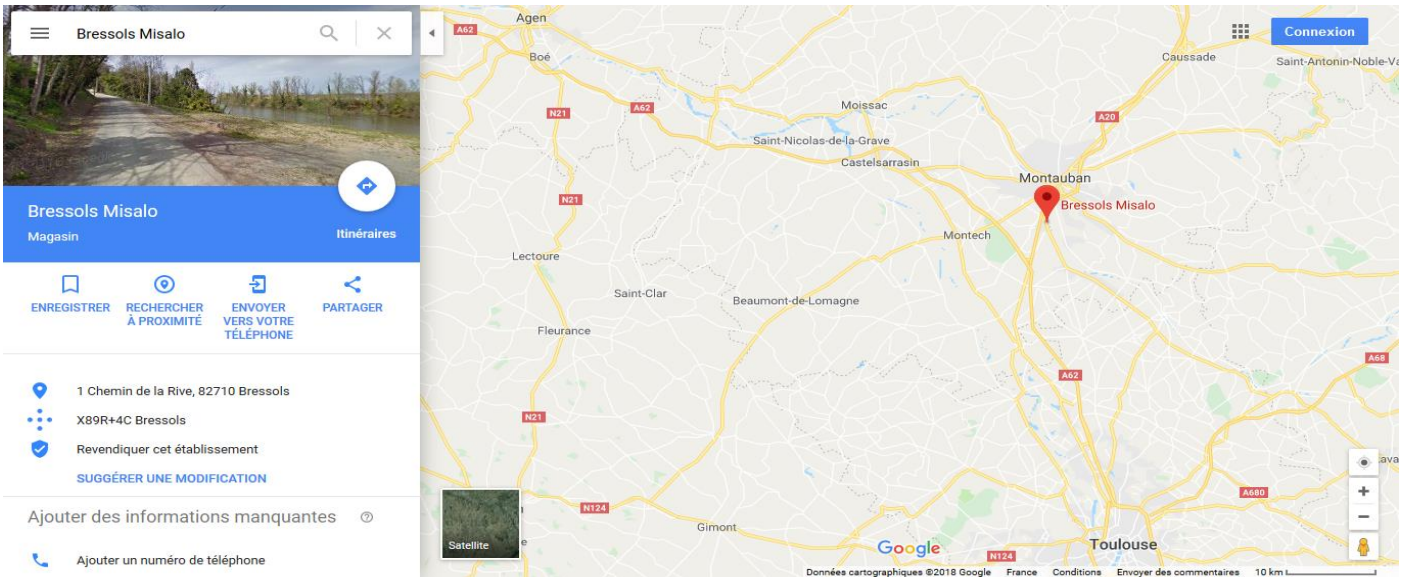 Bressols Misalo
Bressols Misalo
Magasin
Itinéraires
ENREGISTRER
RECHERCHER
À PROXIMITÉ
ENVOYER
VERS VOTRE
TÉLÉPHONE
PARTAGER
1 Chemin de la Rive, 82710 Bressols
X89R+4C Bressols
Revendiquer cet établissement
SUGGÉRER UNE MODIFICATION
Ajouter des informations manquantes
Ajouter un numéro de téléphone
Connexion
Agen
A62
Boé
Caussade
Saint-Antonin-Noble-Va
N21
A62
Moissac
A20
Saint-Nicolas-de-la-Grave
Castelsarrasin
Montauban
N21
Bressols Misalo
Montech
Lectoure
Saint-Clar
Beaumont-de-Lomagne
Fleurance
A68
A62
N21
Lava
A680
N124
Gimont
Satellite
Google
N124
Toulouse
Données cartographiques ©2018 Google France Conditions Envoyer des commentaires 10 km